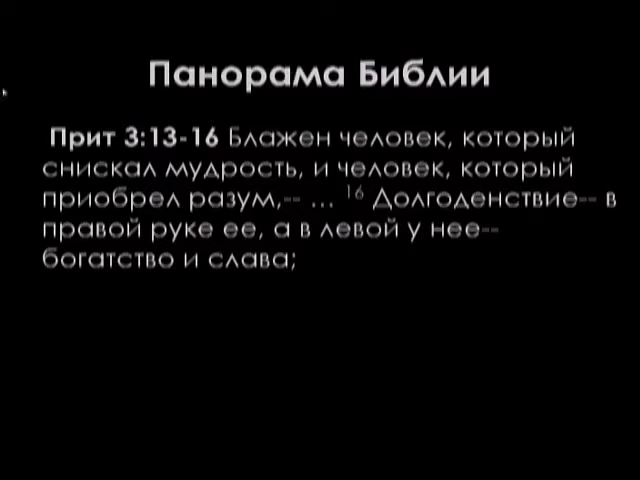 Панорама Библии
Прит 3:13-16 Блажен человек, который
снискал мудрость, и человек, который
приобрел разум,-- ... 16 Долгоденствие-- в
правой руке ее, а в левой у нее--
богатство и слава;